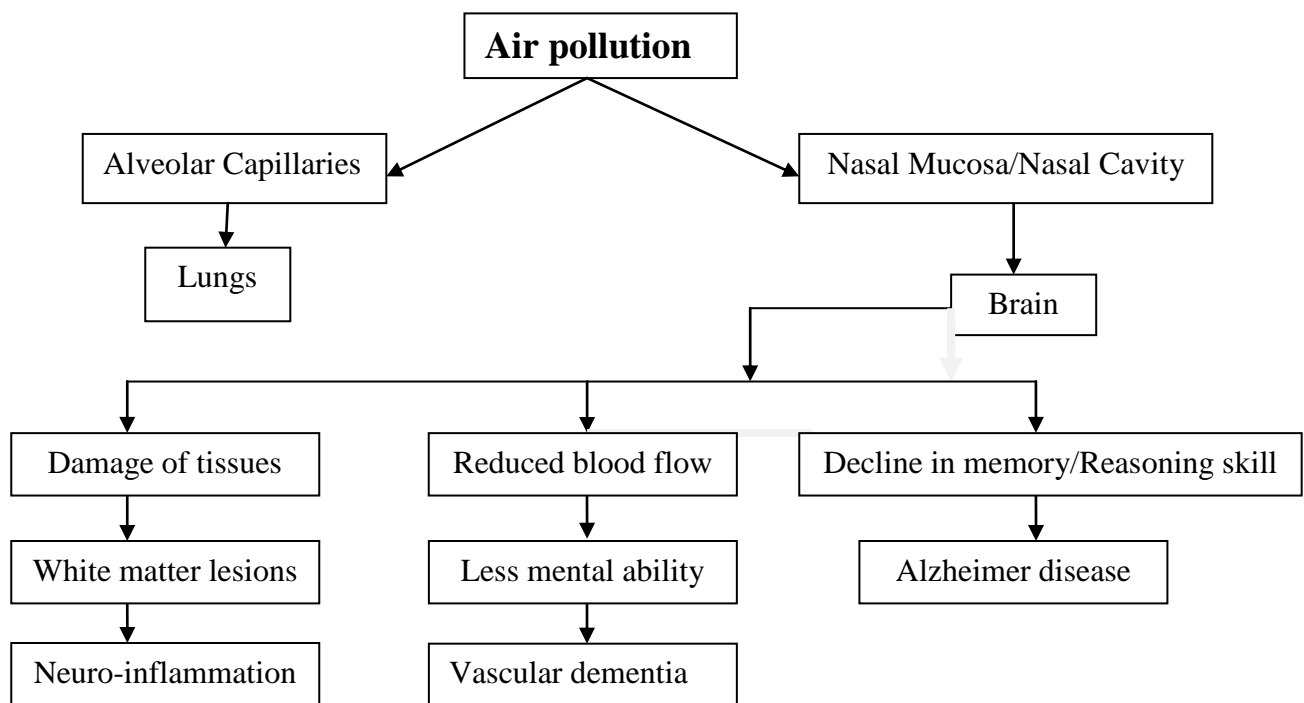 Air pollution
Alveolar Capillaries
Nasal Mucosa/Nasal Cavity
Lungs
Brain
Damage of tissues
Reduced blood flow
Decline in memory/Reasoning skill
White matter lesions
Less mental ability
Alzheimer disease
Neuro-inflammation
Vascular dementia